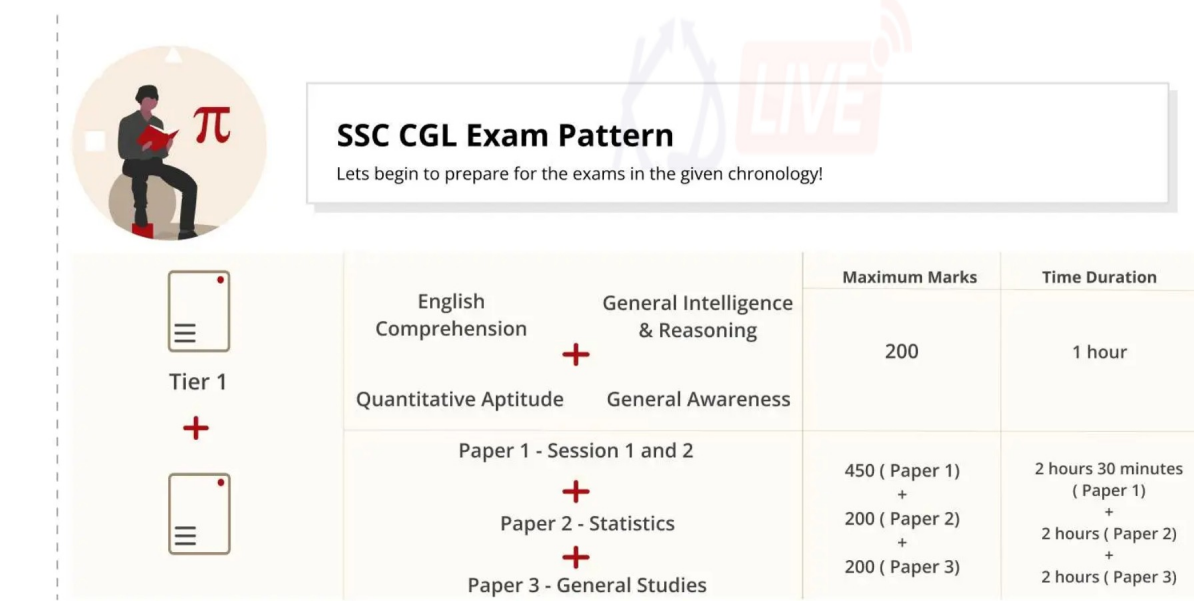 LIVE
π
SSC CGL Exam Pattern
Lets begin to prepare for the exams in the given chronology!
Maximum Marks
Time Duration
Tier 1
+
English
Comprehension
General Intelligence
& Reasoning
+
Quantitative Aptitude
General Awareness
200
1 hour
Paper 1 - Session 1 and 2
+
Paper 2 - Statistics
+
Paper 3 - General Studies
450 ( Paper 1)
+
200 ( Paper 2)
+
200 ( Paper 3)
2 hours 30 minutes
( Paper 1)
+
2 hours ( Paper 2)
+
2 hours ( Paper 3)